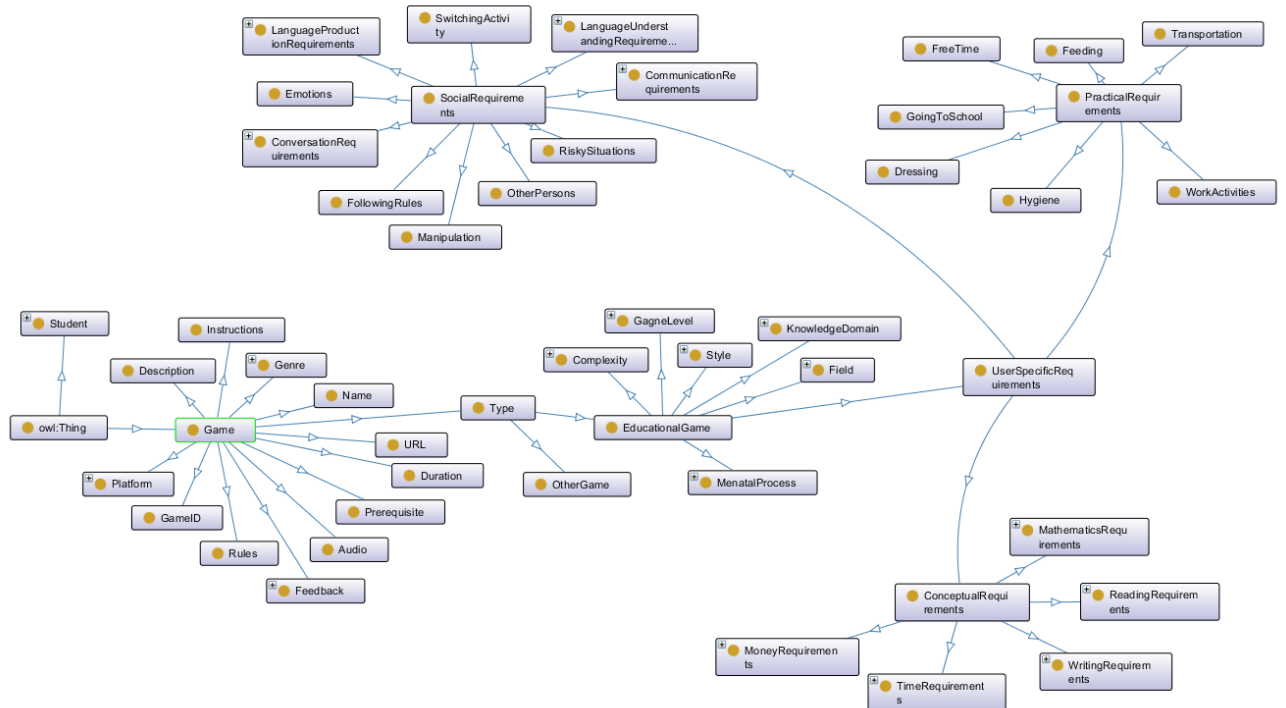 LanguageProduct
ionRequirements
SwitchingActivi
ty
LanguageUnderst
andingRequireme...
CommunicationRe
quirements
Emotions
SocialRequireme
nts
ConversationReq
uirements
RiskySituations
OtherPersons
FollowingRules
Manipulation
FreeTime
Feeding
Transportation
PracticalRequir
ements
GoingToSchool
Dressing
Hygiene
WorkActivities
Student
Instructions
Description
Genre
Name
owl:Thing
Game
URL
Duration
Platform
GameID
Prerequisite
Rules
Audio
Feedback
Type
OtherGame
GagneLevel
KnowledgeDomain
Complexity
Style
Field
EducationalGame
MenatalProcess
UserSpecificReq
uirements
MathematicsRequ
irements
ConceptualRequi
rements
ReadingRequirem
ents
MoneyRequiremen
ts
TimeRequirement
s
WritingRequirem
ents